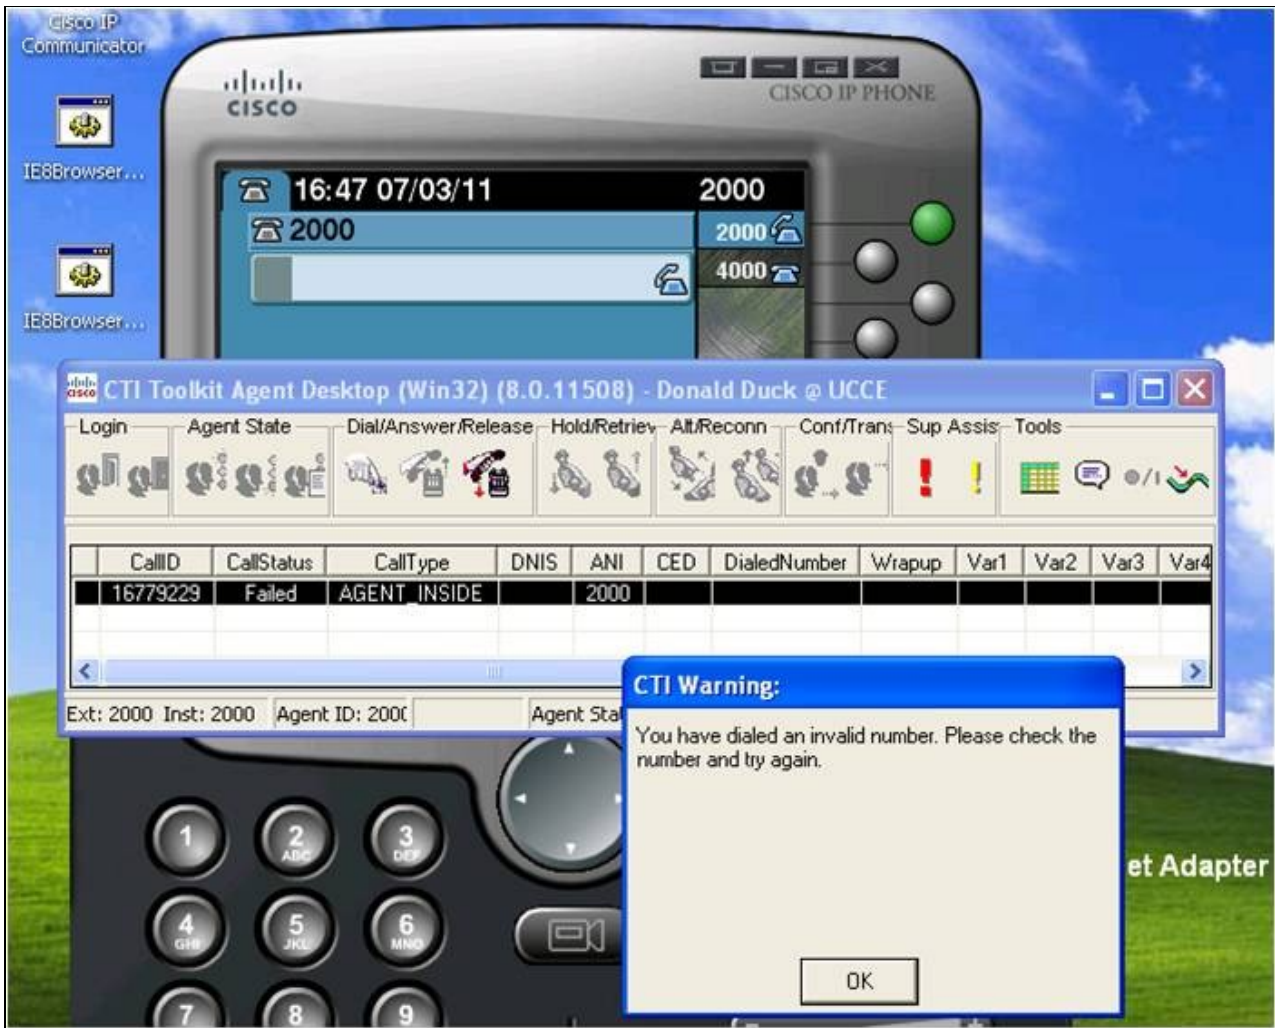 Cisco IP
Communicator
CISCO
CISCO IP PHONE
IE8Browser...
16:47 07/03/11
2000
2000
2000
4000
IE8Browser...
CISCO
CTI Toolkit Agent Desktop (Win32) (8.0.11508) - Donald Duck @ UCCE
Login Agent State Dial/Answer/Release Hold/Retriev Alt/Reconn Conf/Trans Sup Assis Tools
CallID CallStatus CallType DNIS ANI CED DialedNumber Wrapup Var1 Var2 Var3 Var4
16779229 Failed AGENT_INSIDE 2000
CTI Warning:
Ext: 2000 Inst: 2000 Agent ID: 200 Agent Stat
You have dialed an invalid number. Please check the
number and try again.
1
2 ABC
3 DEF
et Adapter
4 GHI
5 JKL
6 MNO
OK
7
8
9